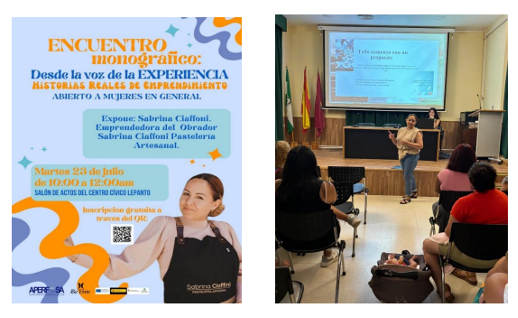 ENCUENTRO
monográfico:
Desde la voz de la EXPERIENCIA
HISTORIAS REALES DE EMPRENDIMIENTO
ABIERTO A MUJERES EN GENERAL
Expone: Sabrina Ciaffoni.
Emprendedora del Obrador
Sabrina Ciaffoni Pastelería
Artesanal.
Martes 23 de julio
de 10:00 a 12:00am
SALÓN DE ACTOS DEL CENTRO CÍVICO LEPANTO
Inscripción gratuita a
través del QR:
Sabrina Ciaffoni
Todo comienza con un
propósito